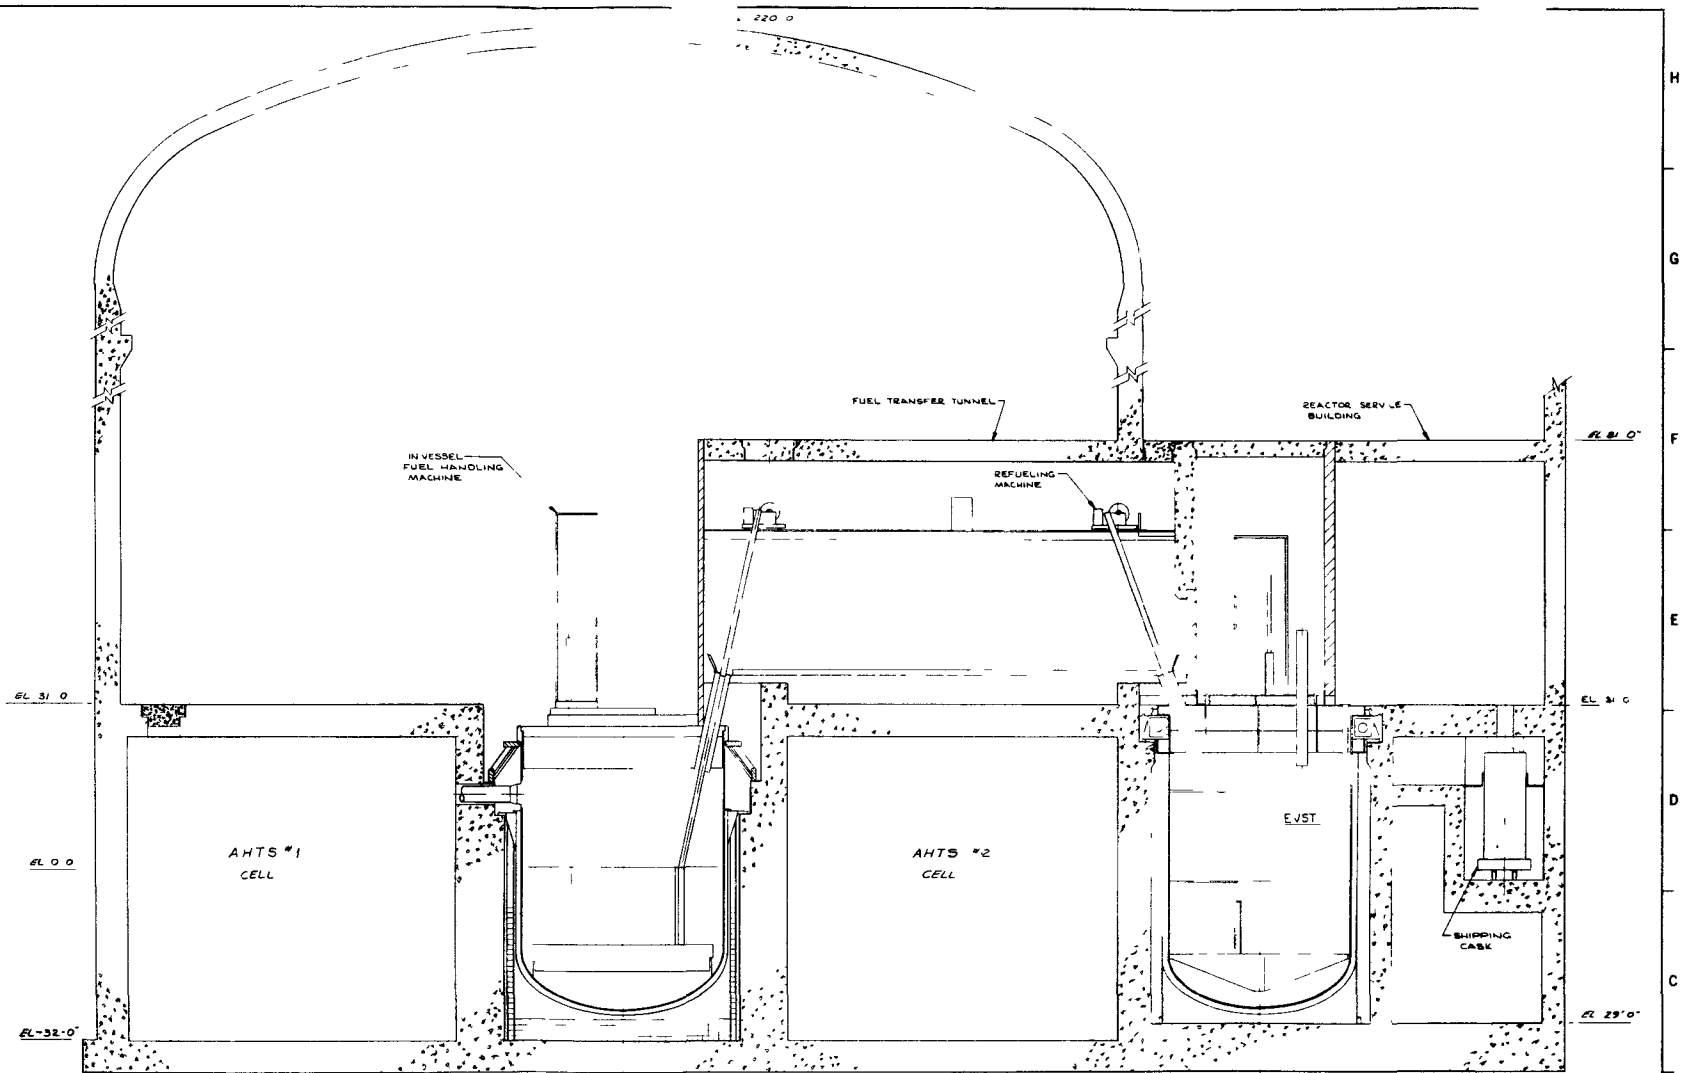 220 0
H
G
FUEL TRANSFER TUNNEL
REACTOR SERV LE
BUILDING
EL 81 0"
F
IN VESSEL
FUEL HANDLING
MACHINE
REFUELING
MACHINE
E
EL 31 0
EL 31 0
D
EVST
AHTS #1
CELL
AHTS #2
CELL
EL 0 0
SHIPPING
CASK
C
EL-32-0"
EL 29'0"